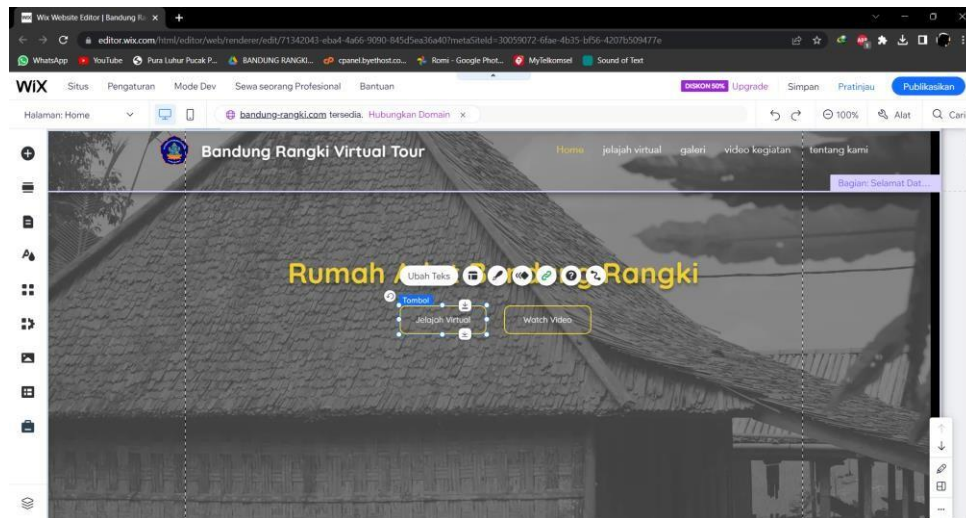 Wix Website Editor | Bandung Ra
editor.wix.com/html/editor/web/renderer/edit/71342043-eba4-4a66-9090-845d5ea36a40?metaSiteId=30059072-6fae-4b35-bf56-4207b509477e
WhatsApp YouTube Pura Luhur Pucak P... BANDUNG RANGKI... cpanel.byethost.co... Romi - Google Phot... MyTelkomsel Sound of Text
WiX Situs Pengaturan Mode Dev Sewa seorang Profesional Bantuan DISKON 50% Upgrade Simpan Pratinjau Publikasikan
Halaman: Home bandung-rangki.com tersedia. Hubungkan Domain 100% Alat Cari
Bandung Rangki Virtual Tour Home jelajah virtual galeri video kegiatan tentang kami
Bagian: Selamat Dat...
Rumah Rangki
Ubah Teks
Tombol
Jelajah Virtual Watch Video